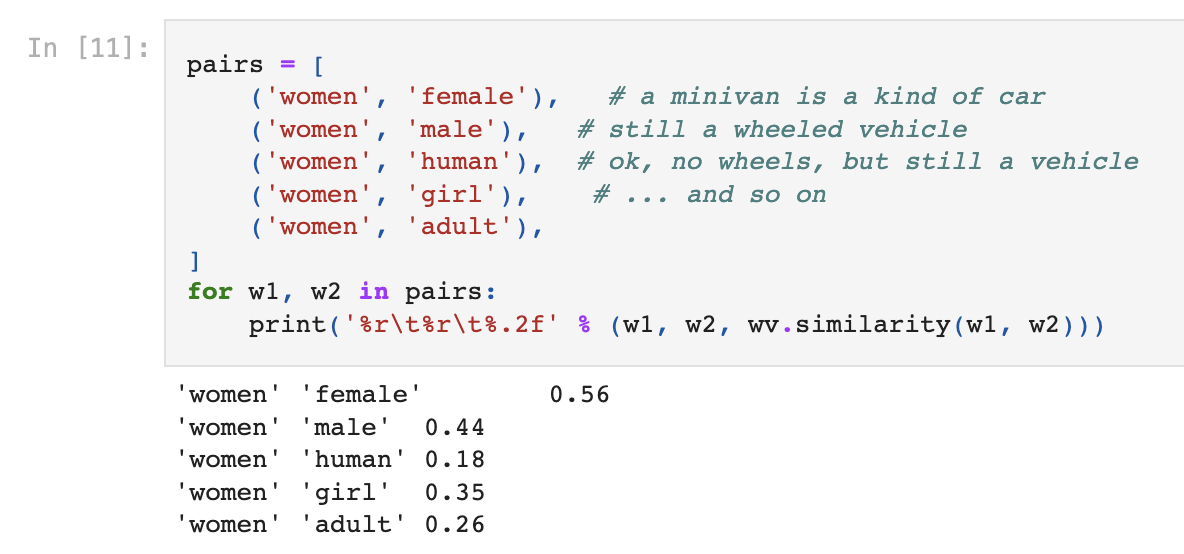 In [11]:
pairs = [
    ('women', 'female'),   # a minivan is a kind of car
    ('women', 'male'),   # still a wheeled vehicle
    ('women', 'human'),  # ok, no wheels, but still a vehicle
    ('women', 'girl'),    # ... and so on
    ('women', 'adult'),
]
for w1, w2 in pairs:
    print('%r\t%r\t%.2f' % (w1, w2, wv.similarity(w1, w2)))
'women' 'female'        0.56
'women' 'male'  0.44
'women' 'human' 0.18
'women' 'girl'  0.35
'women' 'adult' 0.26